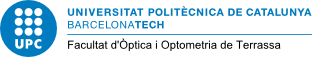 UNIVERSITAT POLITÈCNICA DE CATALUNYA
BARCELONATECH
UPC
Facultat d'Òptica i Optometria de Terrassa